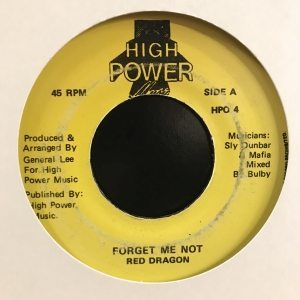 HIGH
POWER
Music
45 RPM
SIDE A
HPO 4
Produced &
Arranged By
General Lee
For High
Power Music
Published By:
High Power
Music.
Musicians:
Sly Dunbar
Mafia
Mixed
By Bulby
FORGET ME NOT
RED DRAGON